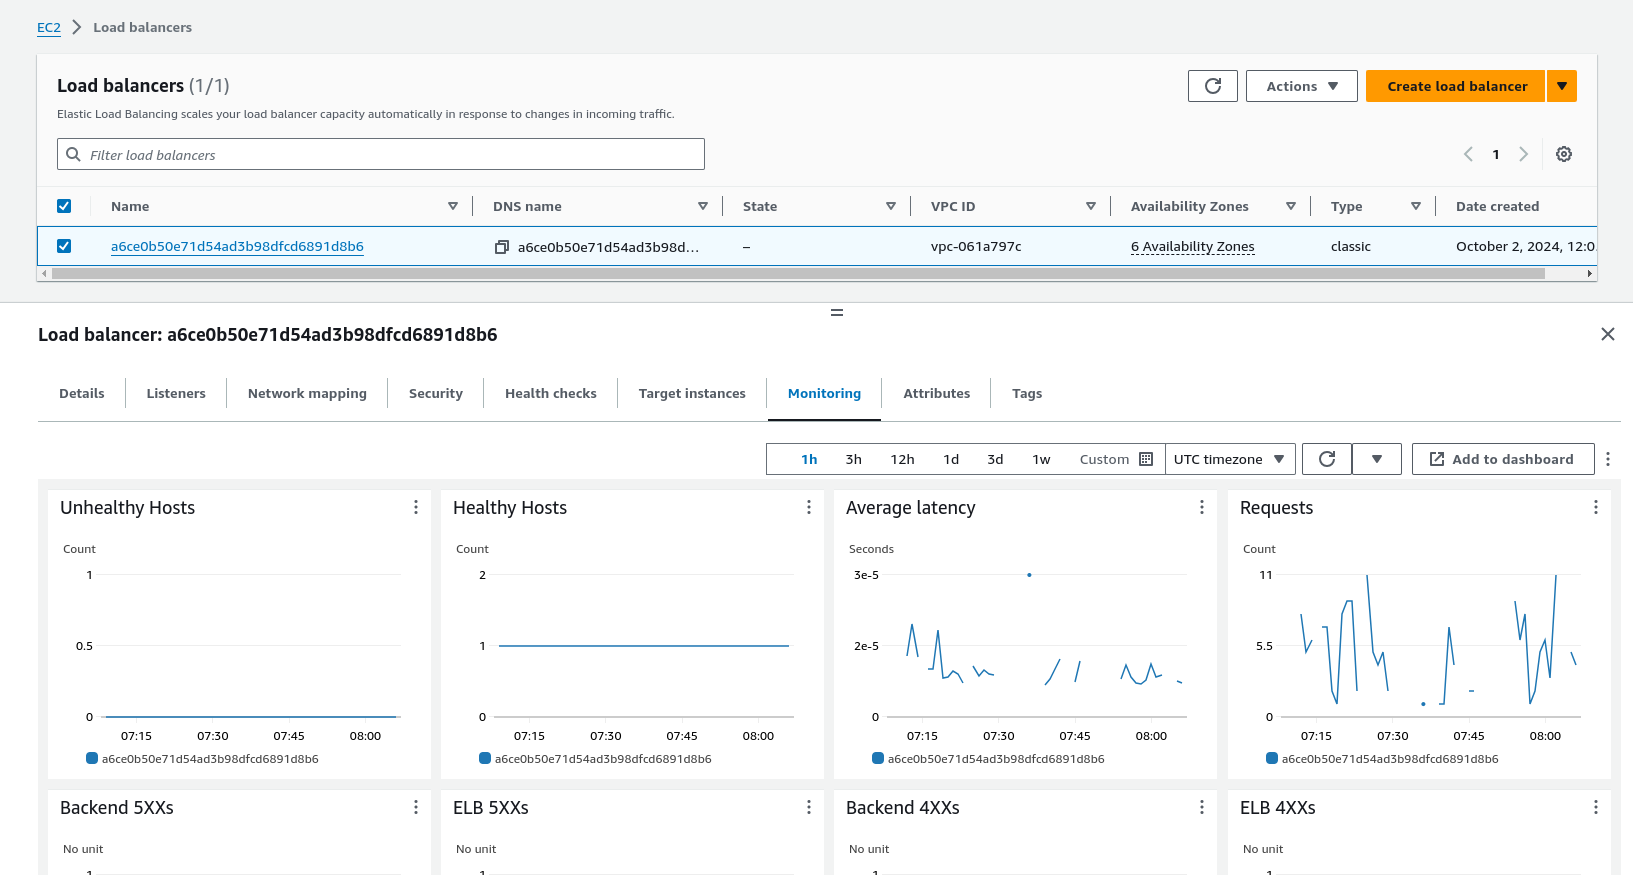 EC2 Load balancers
Load balancers (1/1)
Actions
Create load balancer
Elastic Load Balancing scales your load balancer capacity automatically in response to changes in incoming traffic.
Filter load balancers
1
Name DNS name State VPC ID Availability Zones Type Date created
a6ce0b50e71d54ad3b98dfcd6891d8b6 a6ce0b50e71d54ad3b98d... – vpc-061a797c 6 Availability Zones classic October 2, 2024, 12:0
Load balancer: a6ce0b50e71d54ad3b98dfcd6891d8b6
Details Listeners Network mapping Security Health checks Target instances Monitoring Attributes Tags
1h 3h 12h 1d 3d 1w Custom UTC timezone Add to dashboard
Unhealthy Hosts
Count
1
0.5
0
07:15 07:30 07:45 08:00
a6ce0b50e71d54ad3b98dfcd6891d8b6
Healthy Hosts
Count
2
1
0
07:15 07:30 07:45 08:00
a6ce0b50e71d54ad3b98dfcd6891d8b6
Average latency
Seconds
3e-5
2e-5
0
07:15 07:30 07:45 08:00
a6ce0b50e71d54ad3b98dfcd6891d8b6
Requests
Count
11
5.5
0
07:15 07:30 07:45 08:00
a6ce0b50e71d54ad3b98dfcd6891d8b6
Backend 5XXs
No unit
1
ELB 5XXs
No unit
1
Backend 4XXs
No unit
1
ELB 4XXs
No unit
1